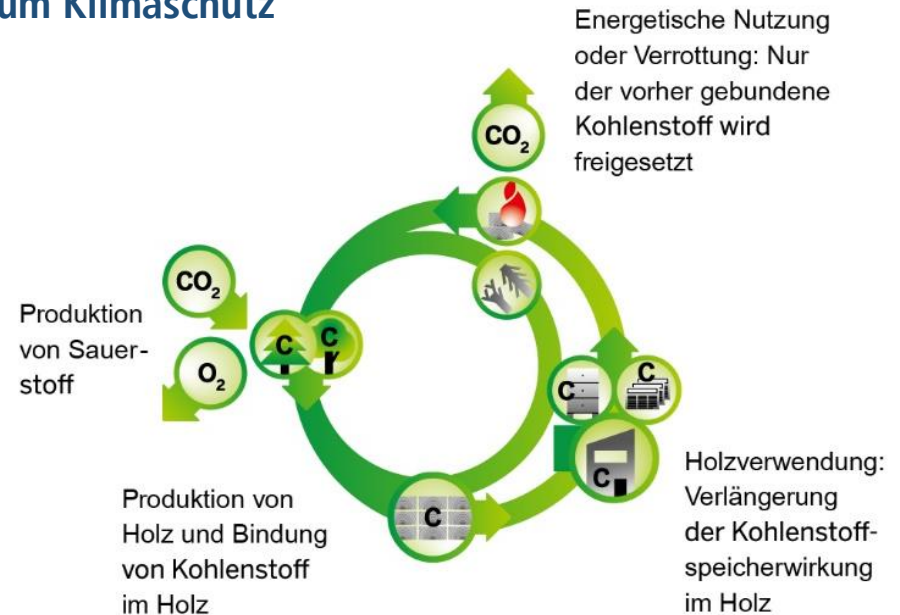 um Klimaschutz
Energetische Nutzung
oder Verrottung: Nur
der vorher gebundene
Kohlenstoff wird
freigesetzt
CO₂
CO₂
Produktion
von Sauer-
stoff
O₂
C
C
C
C
C
C
Produktion von
Holz und Bindung
von Kohlenstoff
im Holz
Holzverwendung:
Verlängerung
der Kohlenstoff-
speicherwirkung
im Holz